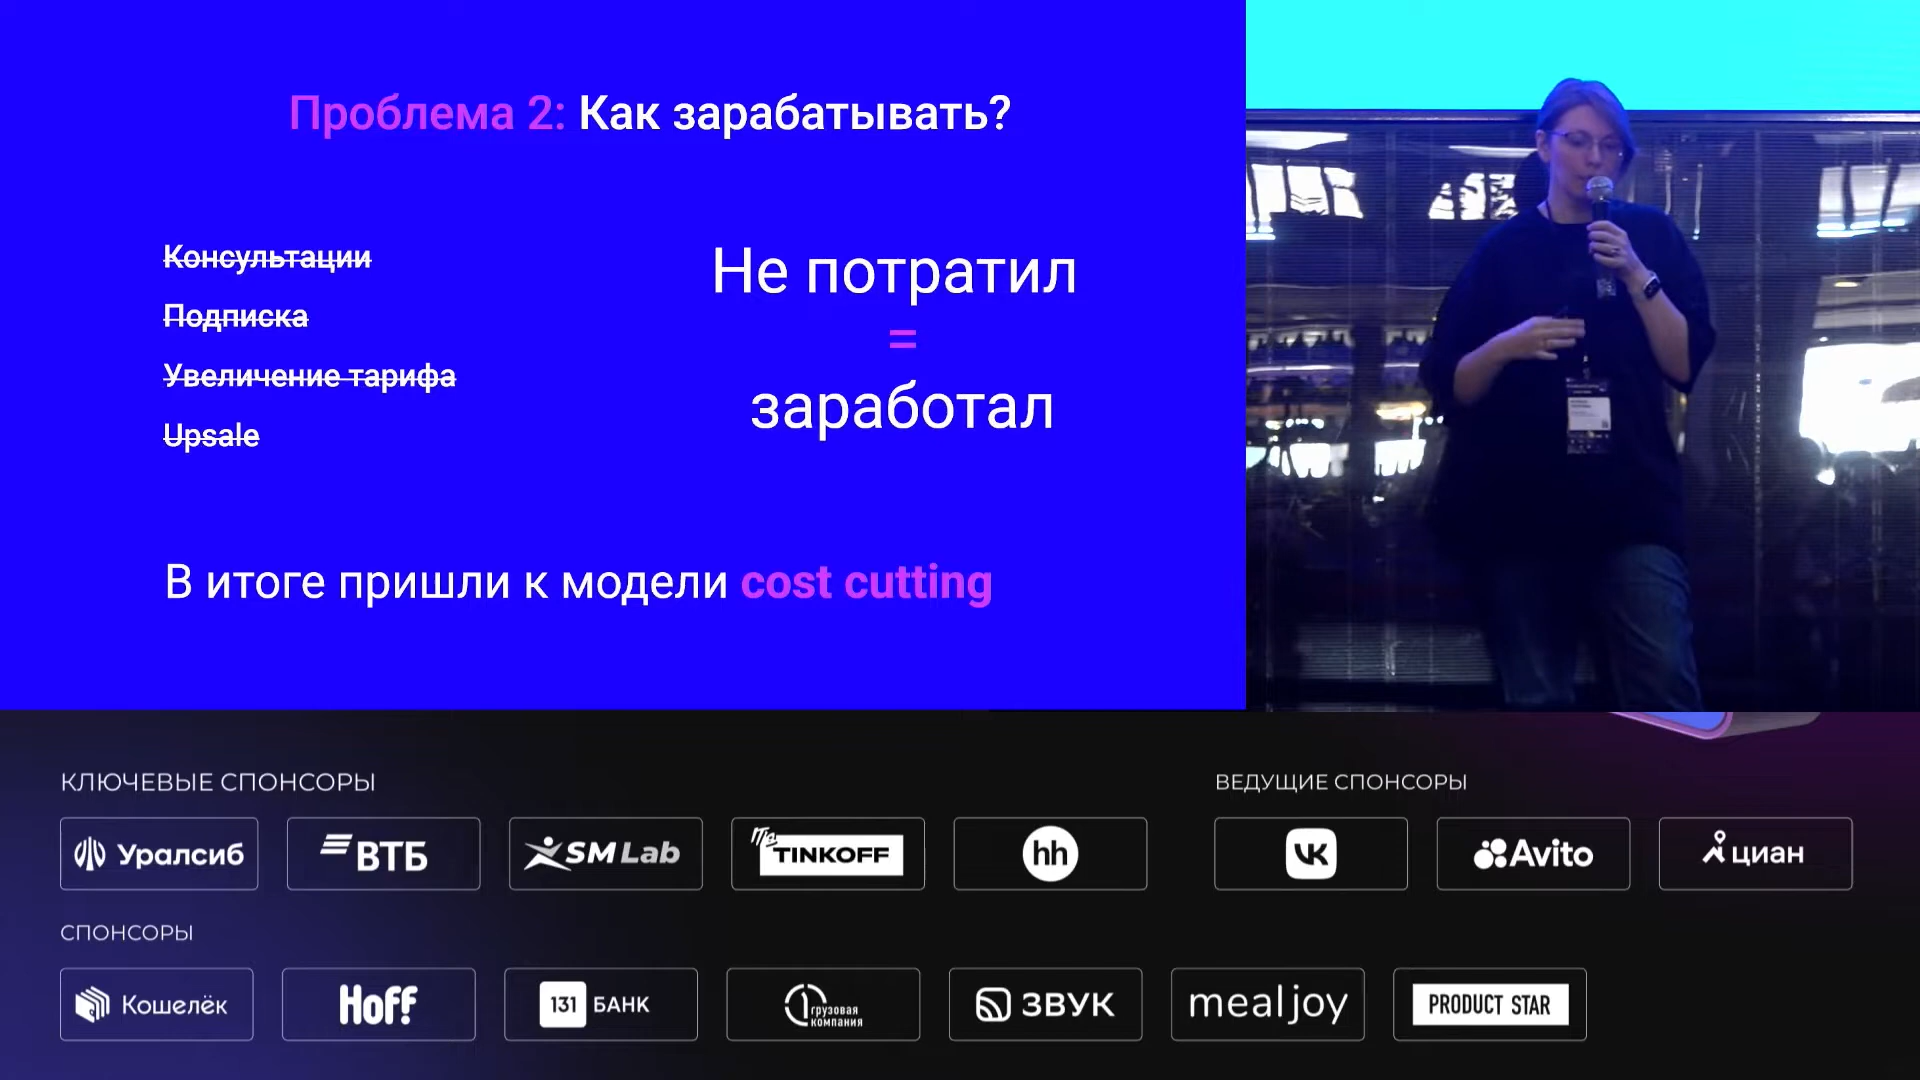 Проблема 2: Как зарабатывать?
Консультации
Подписка
Увеличение тарифа
Upsale
Не потратил
=
заработал
В итоге пришли к модели cost cutting
КЛЮЧЕВЫЕ СПОНСОРЫ
Уралсиб
ВТБ
SM Lab
TINKOFF
hh
ВЕДУЩИЕ СПОНСОРЫ
VK
Avito
циан
СПОНСОРЫ
Кошелёк
Hoff
131 БАНК
грузовая
компания
ЗВУК
mealjoy
PRODUCT STAR